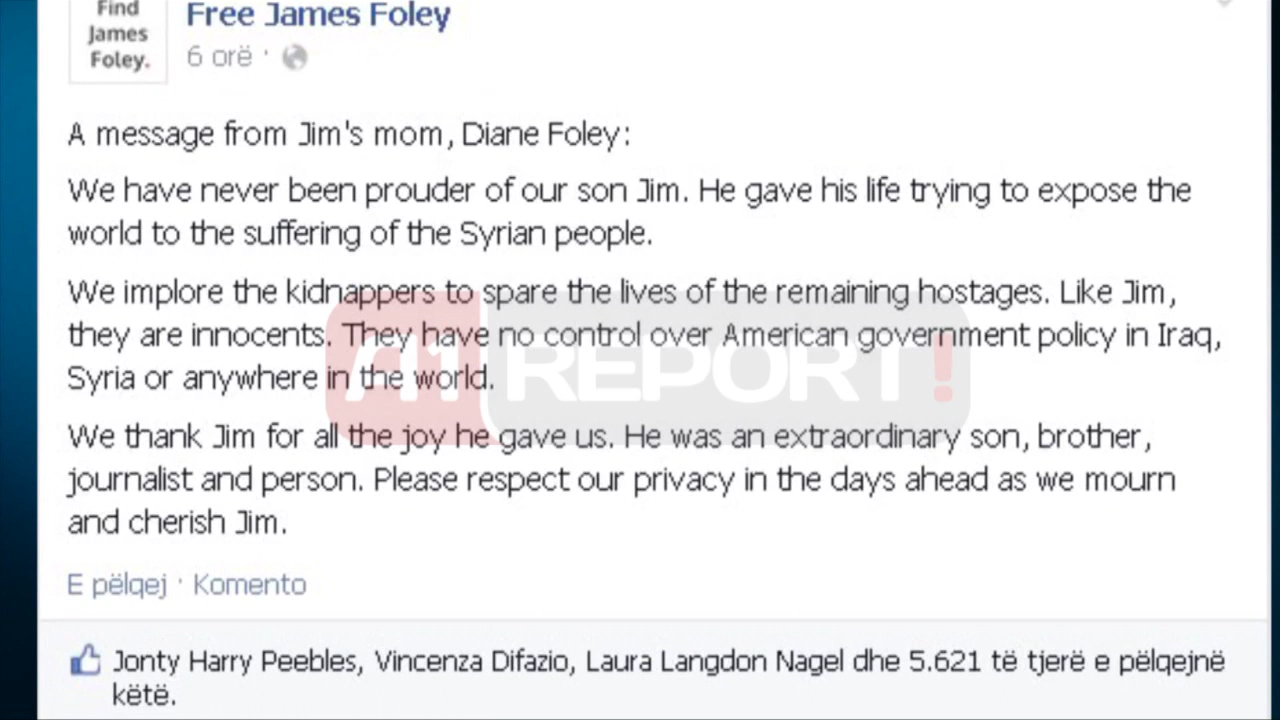 Find
James
Foley.
Free James Foley
6 orë ·
A message from Jim's mom, Diane Foley:
We have never been prouder of our son Jim. He gave his life trying to expose the
world to the suffering of the Syrian people.
We implore the kidnappers to spare the lives of the remaining hostages. Like Jim,
they are innocents. They have no control over American government policy in Iraq,
Syria or anywhere in the world.
A1 REPORT!
We thank Jim for all the joy he gave us. He was an extraordinary son, brother,
journalist and person. Please respect our privacy in the days ahead as we mourn
and cherish Jim.
E pëlqej · Komento
Jonty Harry Peebles, Vincenza Difazio, Laura Langdon Nagel dhe 5.621 të tjerë e pëlqejnë
këtë.